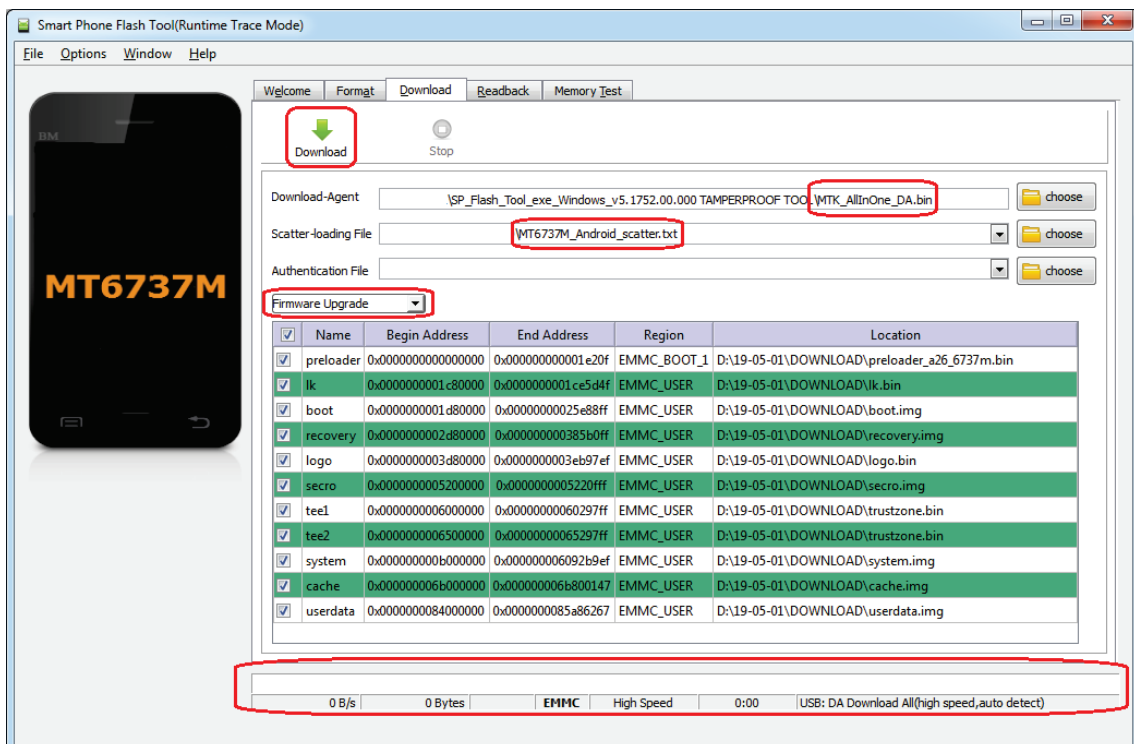 Smart Phone Flash Tool(Runtime Trace Mode)
File Options Window Help
Welcome Format Download Readback Memory Test
BM
MT6737M
Download Stop
Download-Agent \SP_Flash_Tool_exe_Windows_v5.1752.00.000 TAMPERPROOF TOOL\MTK_AllInOne_DA.bin choose
Scatter-loading File \MT6737M_Android_scatter.txt choose
Authentication File choose
Firmware Upgrade
Name Begin Address End Address Region Location
preloader 0x0000000000000000 0x000000000001e20f EMMC_BOOT_1 D:\19-05-01\DOWNLOAD\preloader_a26_6737m.bin
lk 0x0000000001c80000 0x0000000001ce5d4f EMMC_USER D:\19-05-01\DOWNLOAD\lk.bin
boot 0x0000000001d80000 0x00000000025e88ff EMMC_USER D:\19-05-01\DOWNLOAD\boot.img
recovery 0x0000000002d80000 0x000000000385b0ff EMMC_USER D:\19-05-01\DOWNLOAD\recovery.img
logo 0x0000000003d80000 0x0000000003eb97ef EMMC_USER D:\19-05-01\DOWNLOAD\logo.bin
secro 0x0000000005200000 0x0000000005220fff EMMC_USER D:\19-05-01\DOWNLOAD\secro.img
tee1 0x0000000006000000 0x00000000060297ff EMMC_USER D:\19-05-01\DOWNLOAD\trustzone.bin
tee2 0x0000000006500000 0x00000000065297ff EMMC_USER D:\19-05-01\DOWNLOAD\trustzone.bin
system 0x000000000b000000 0x000000006092b9ef EMMC_USER D:\19-05-01\DOWNLOAD\system.img
cache 0x000000006b000000 0x000000006b800147 EMMC_USER D:\19-05-01\DOWNLOAD\cache.img
userdata 0x0000000084000000 0x0000000085a86267 EMMC_USER D:\19-05-01\DOWNLOAD\userdata.img
0 B/s 0 Bytes EMMC High Speed 0:00 USB: DA Download All(high speed,auto detect)